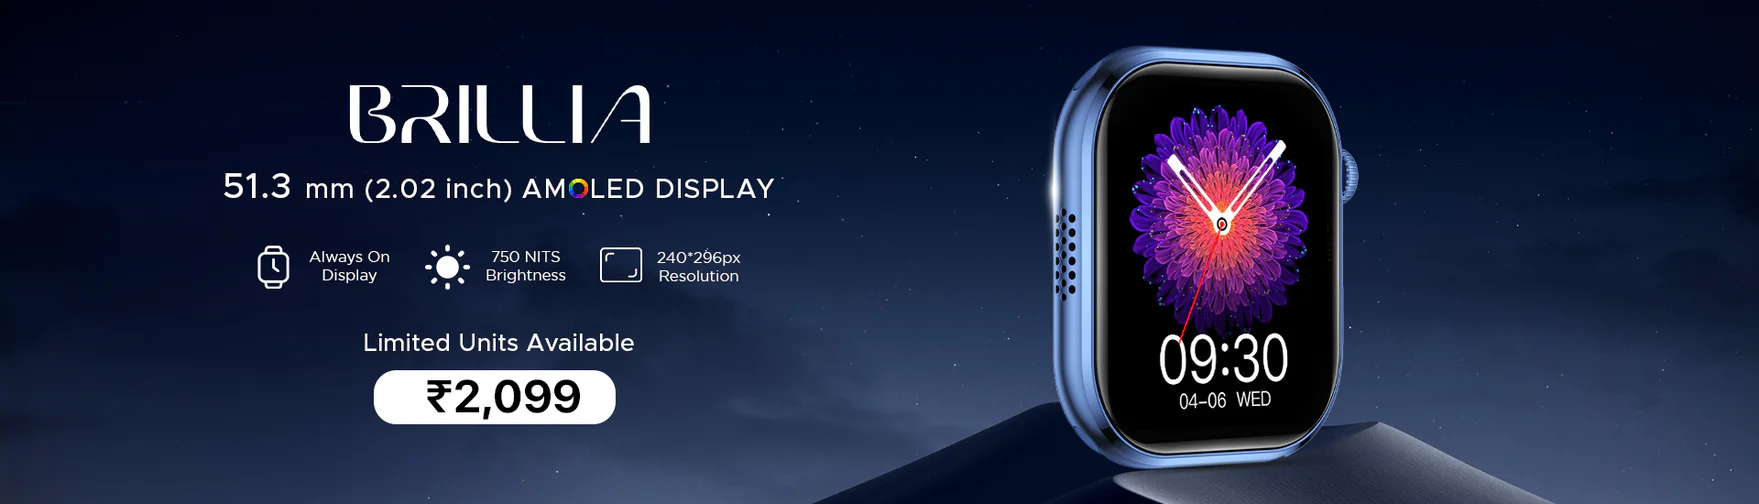 BRILLIA
51.3 mm (2.02 inch) AMOLED DISPLAY
Always On
Display
750 NITS
Brightness
240*296px
Resolution
Limited Units Available
₹2,099
09:30
04-06 WED